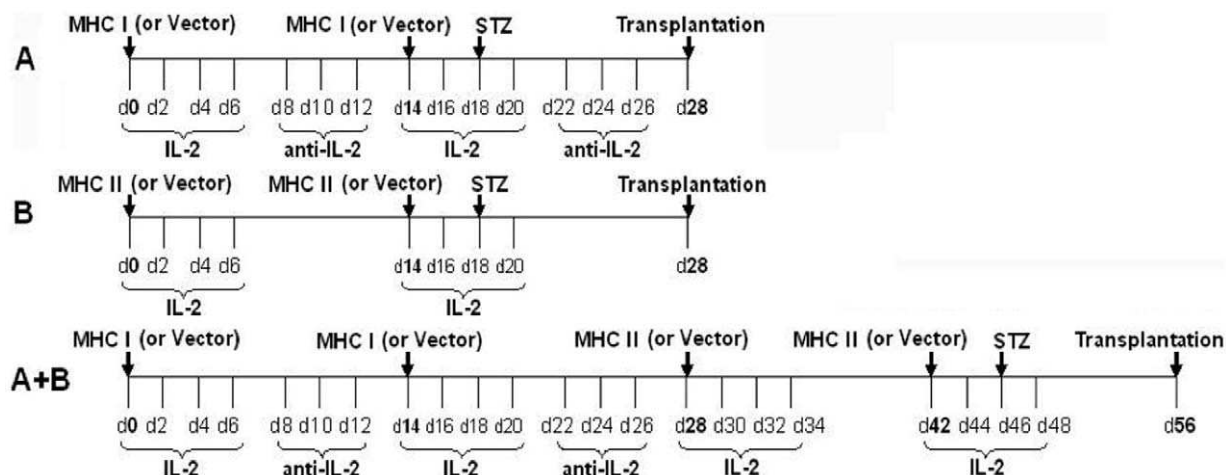 MHC I (or Vector) MHC I (or Vector) STZ Transplantation
A
d0 d2 d4 d6 d8 d10 d12 d14 d16 d18 d20 d22 d24 d26 d28
IL-2 anti-IL-2 IL-2 anti-IL-2
MHC II (or Vector) MHC II (or Vector) STZ Transplantation
B
d0 d2 d4 d6 d14 d16 d18 d20 d28
IL-2 IL-2
MHC I (or Vector) MHC I (or Vector) MHC II (or Vector) MHC II (or Vector) STZ Transplantation
A+B
d0 d2 d4 d6 d8 d10 d12 d14 d16 d18 d20 d22 d24 d26 d28 d30 d32 d34 d42 d44 d46 d48 d56
IL-2 anti-IL-2 IL-2 anti-IL-2 IL-2 IL-2